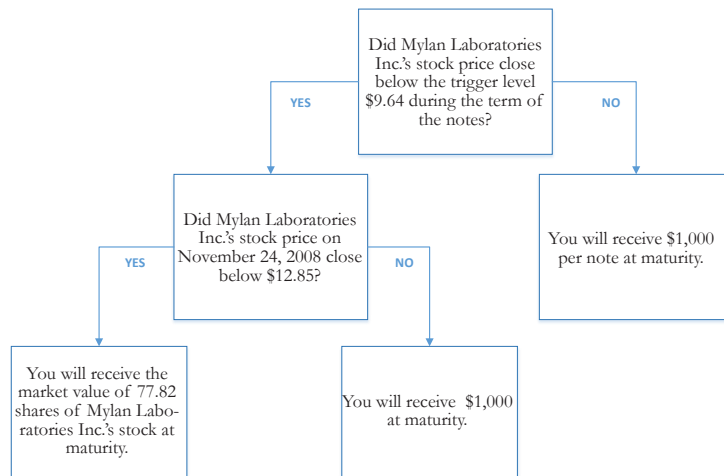 Did Mylan Laboratories
Inc.'s stock price close
below the trigger level
$9.64 during the term of
the notes?
YES
NO
Did Mylan Laboratories
Inc.'s stock price on
November 24, 2008 close
below $12.85?
You will receive $1,000
per note at maturity.
YES
NO
You will receive the
market value of 77.82
shares of Mylan Labo-
ratories Inc.'s stock at
maturity.
You will receive $1,000
at maturity.